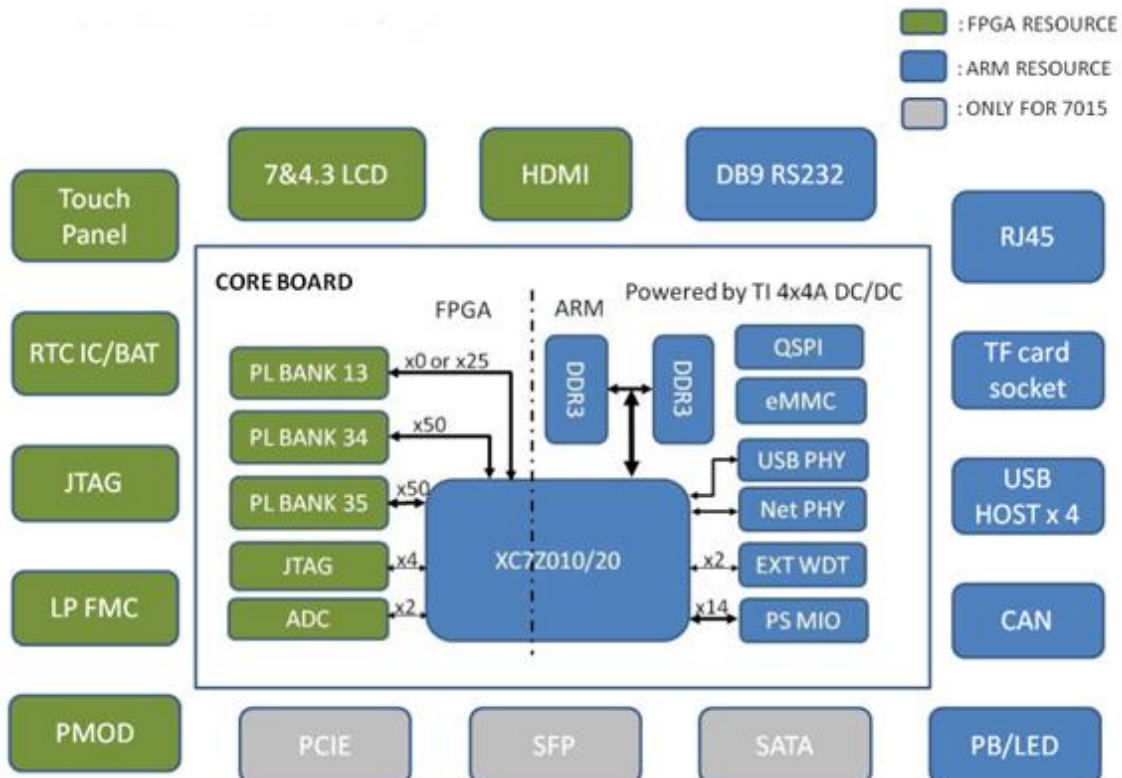 : FPGA RESOURCE
: ARM RESOURCE
: ONLY FOR 7015
7&4.3 LCD
HDMI
DB9 RS232
Touch
Panel
RJ45
CORE BOARD
Powered by TI 4x4A DC/DC
FPGA
ARM
RTC IC/BAT
PL BANK 13
x0 or x25
DDR3
DDR3
QSPI
TF card
socket
eMMC
PL BANK 34
x50
USB PHY
JTAG
PL BANK 35
x50
Net PHY
USB
HOST x 4
XC7Z010/20
JTAG
x4
x2
EXT WDT
LP FMC
ADC
x2
x14
PS MIO
CAN
PMOD
PCIE
SFP
SATA
PB/LED